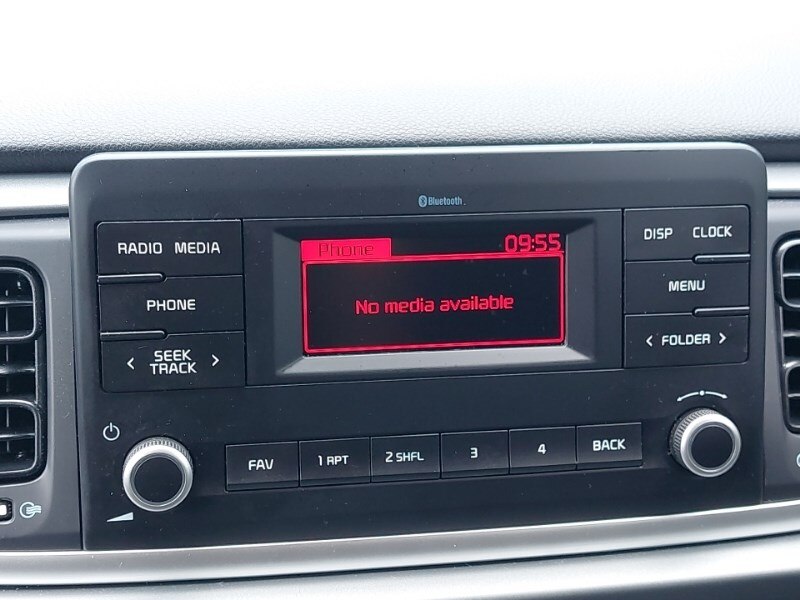 Bluetooth
RADIO MEDIA
Phone 09:55
DISP CLOCK
PHONE
No media available
MENU
< SEEK TRACK >
< FOLDER >
FAV
1 RPT
2 SHFL
3
4
BACK